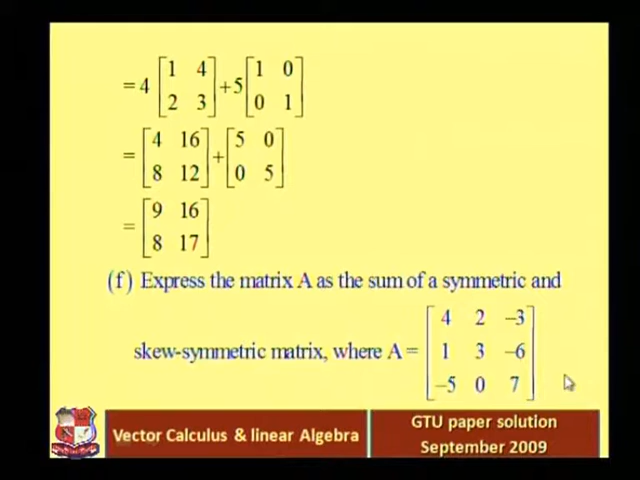 = 4 [1 4 2 3] + 5 [1 0 0 1]
= [4 16 8 12] + [5 0 0 5]
= [9 16 8 17]
(f) Express the matrix A as the sum of a symmetric and
skew-symmetric matrix, where A = [4 2 -3 1 3 -6 -5 0 7]
Vector Calculus & linear Algebra
GTU paper solution
September 2009